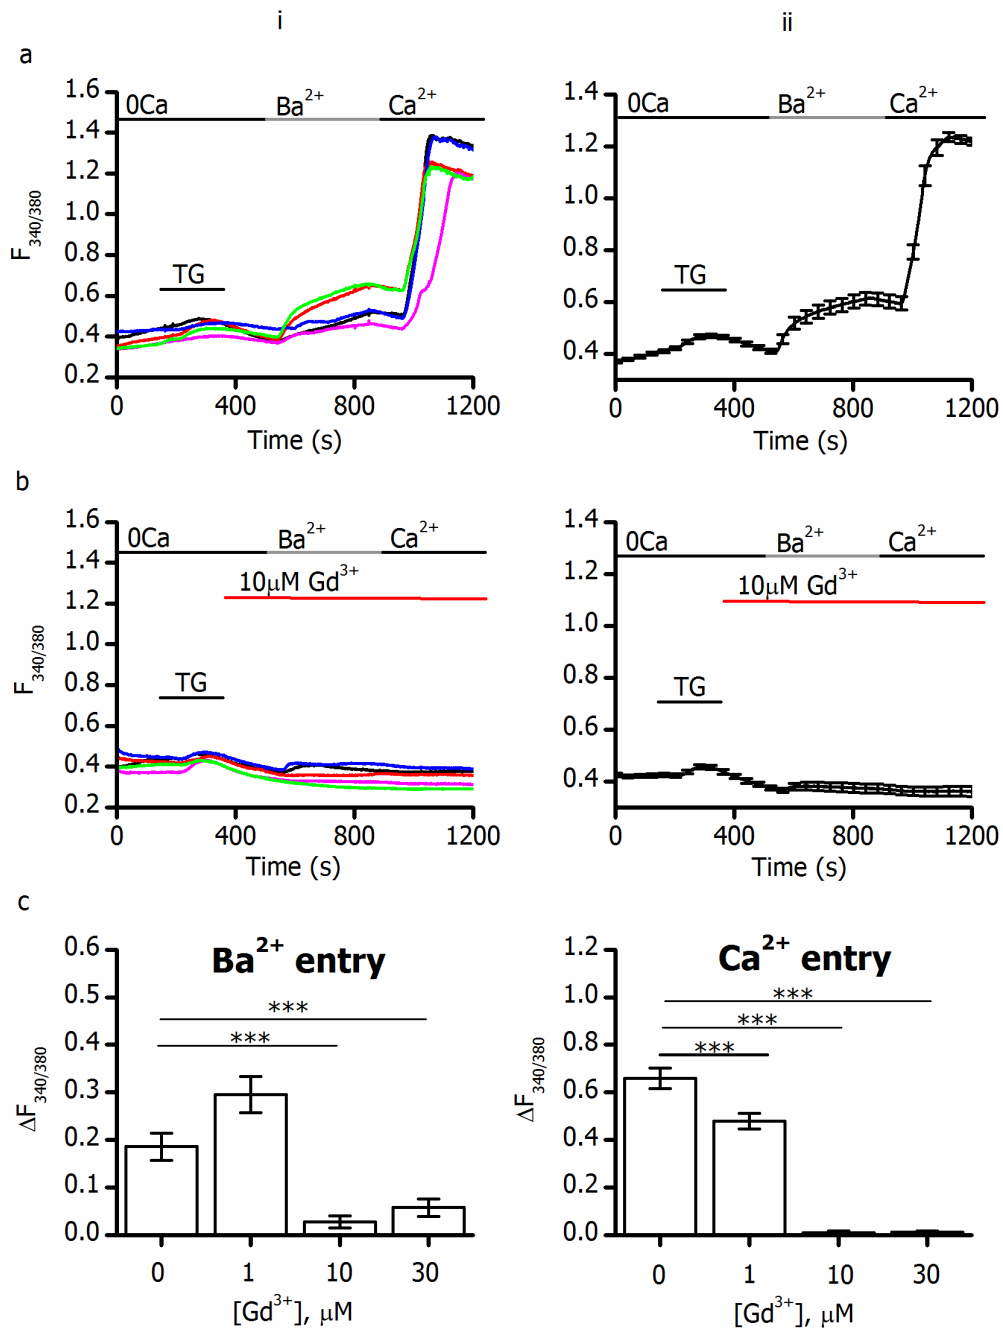 i
ii
a
1.6
1.4
1.2
1.0
0.8
0.6
0.4
0.2
F340/380
0Ca
Ba2+
Ca2+
TG
0
400
800
1200
Time (s)
1.4
1.2
1.0
0.8
0.6
0.4
0Ca
Ba2+
Ca2+
TG
0
400
800
1200
Time (s)
b
1.6
1.4
1.2
1.0
0.8
0.6
0.4
0.2
F340/380
0Ca
Ba2+
Ca2+
10µM Gd3+
TG
0
400
800
1200
Time (s)
1.4
1.2
1.0
0.8
0.6
0.4
0Ca
Ba2+
Ca2+
10µM Gd3+
TG
0
400
800
1200
Time (s)
c
0.6
0.5
0.4
0.3
0.2
0.1
0.0
ΔF340/380
Ba2+ entry
***
***
0
1
10
30
[Gd3+], µM
1.2
1.0
0.8
0.6
0.4
0.2
0.0
ΔF340/380
Ca2+ entry
***
***
***
0
1
10
30
[Gd3+], µM